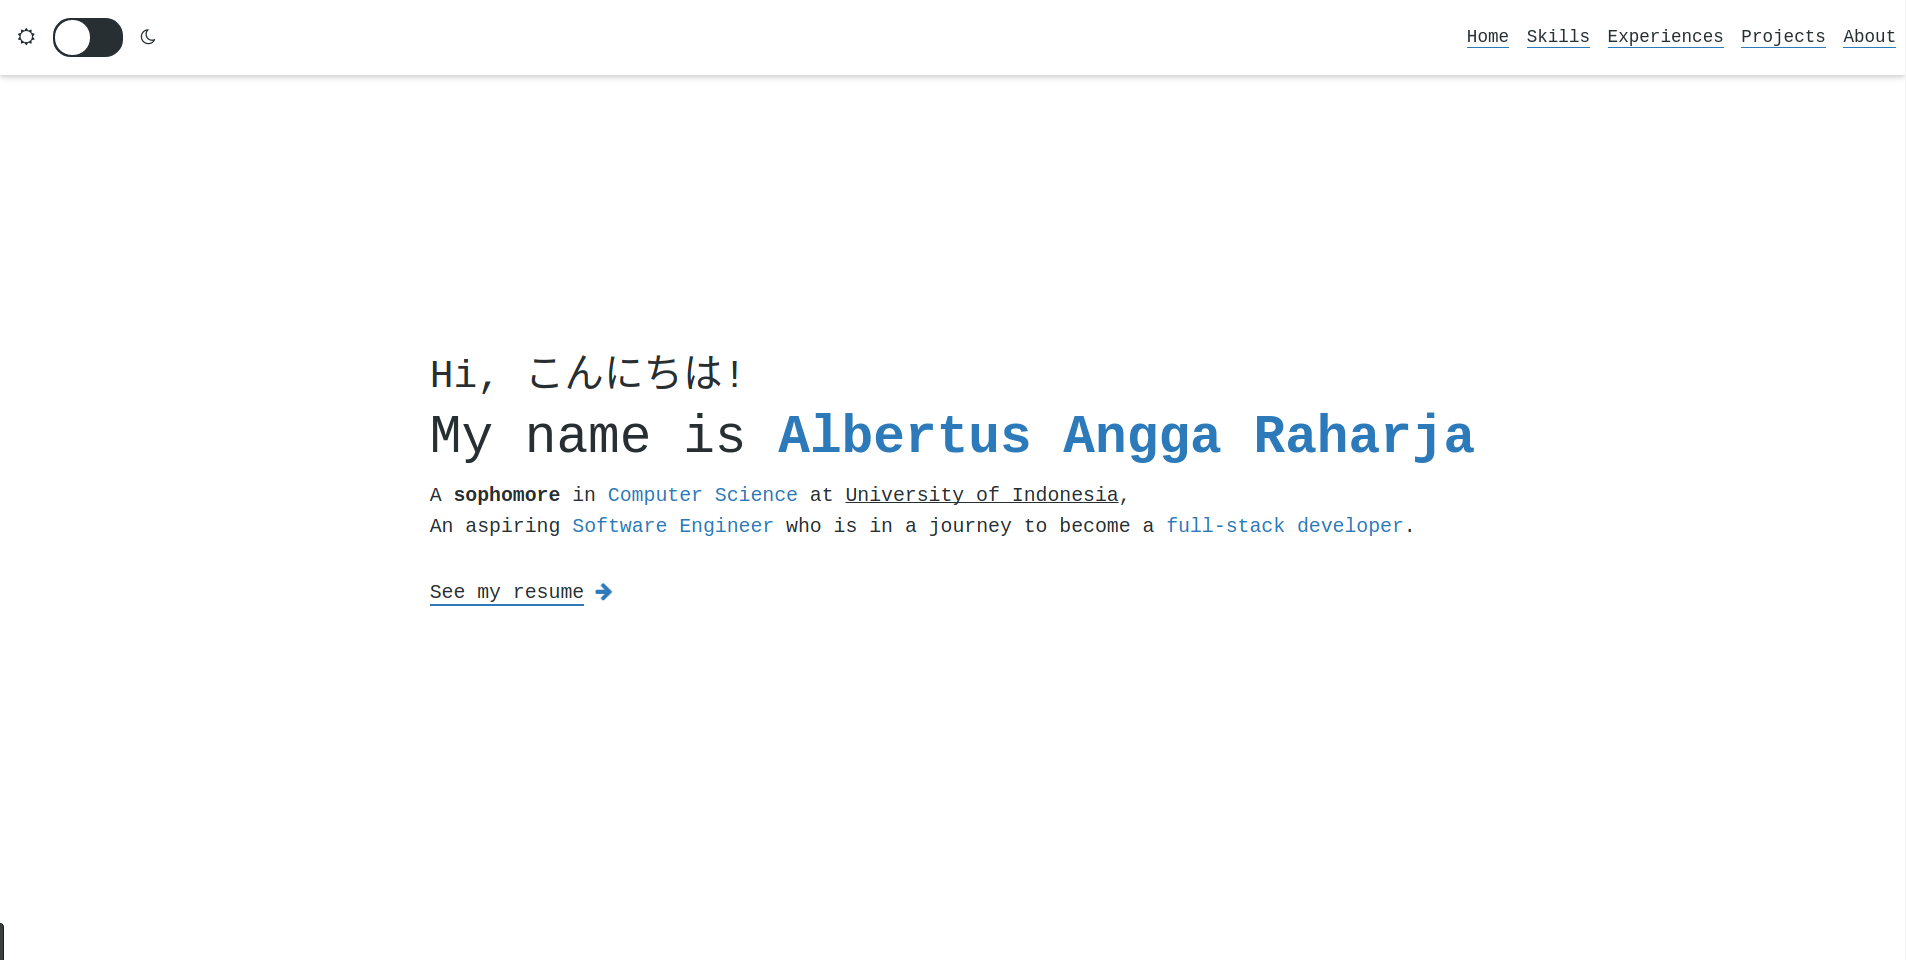 Home Skills Experiences Projects About
Hi, こんにちは!
My name is Albertus Angga Raharja
A sophomore in Computer Science at University of Indonesia,
An aspiring Software Engineer who is in a journey to become a full-stack developer.
See my resume